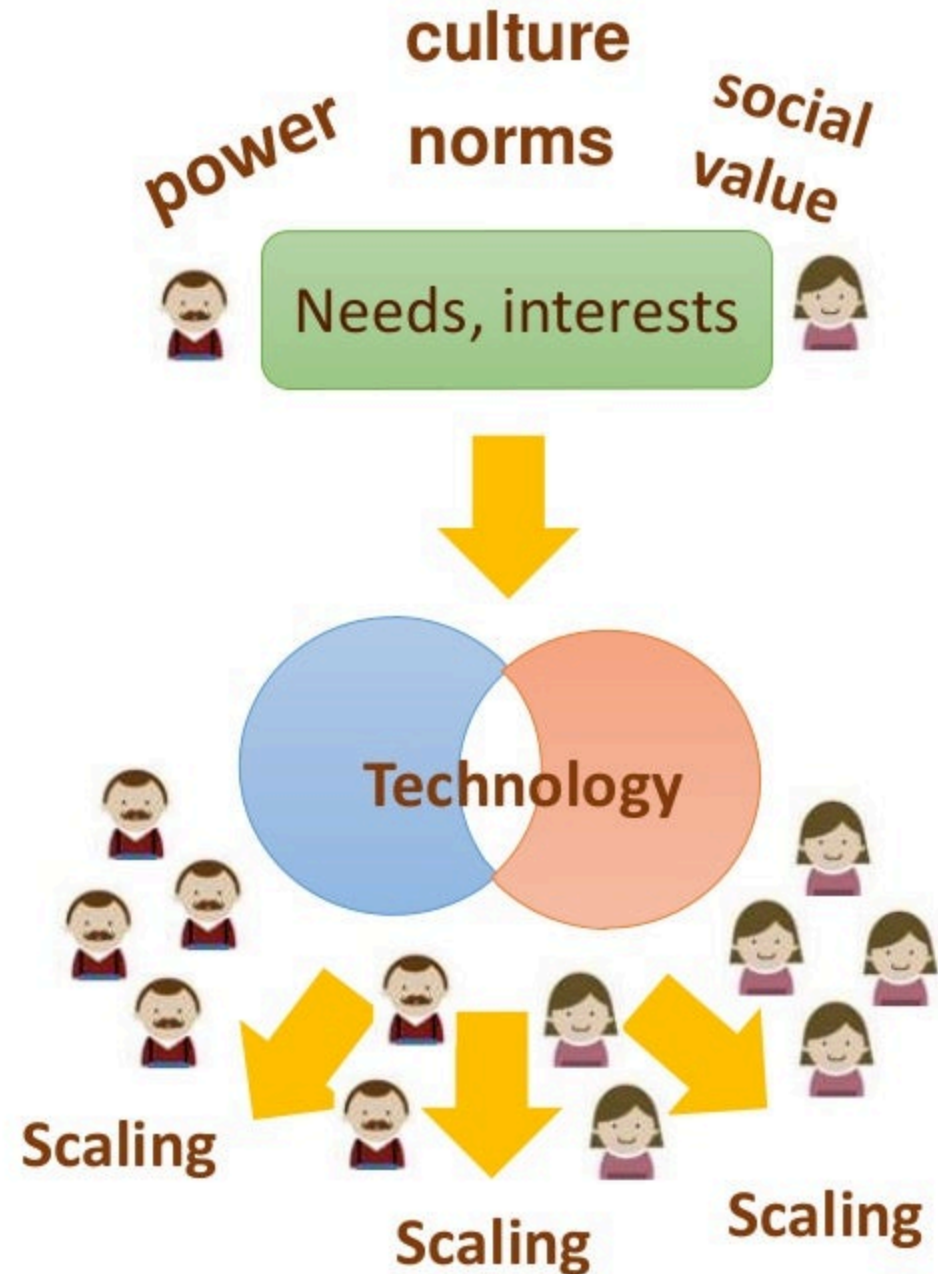 culture
norms
power
social
value
Needs, interests
Technology
Scaling
Scaling
Scaling